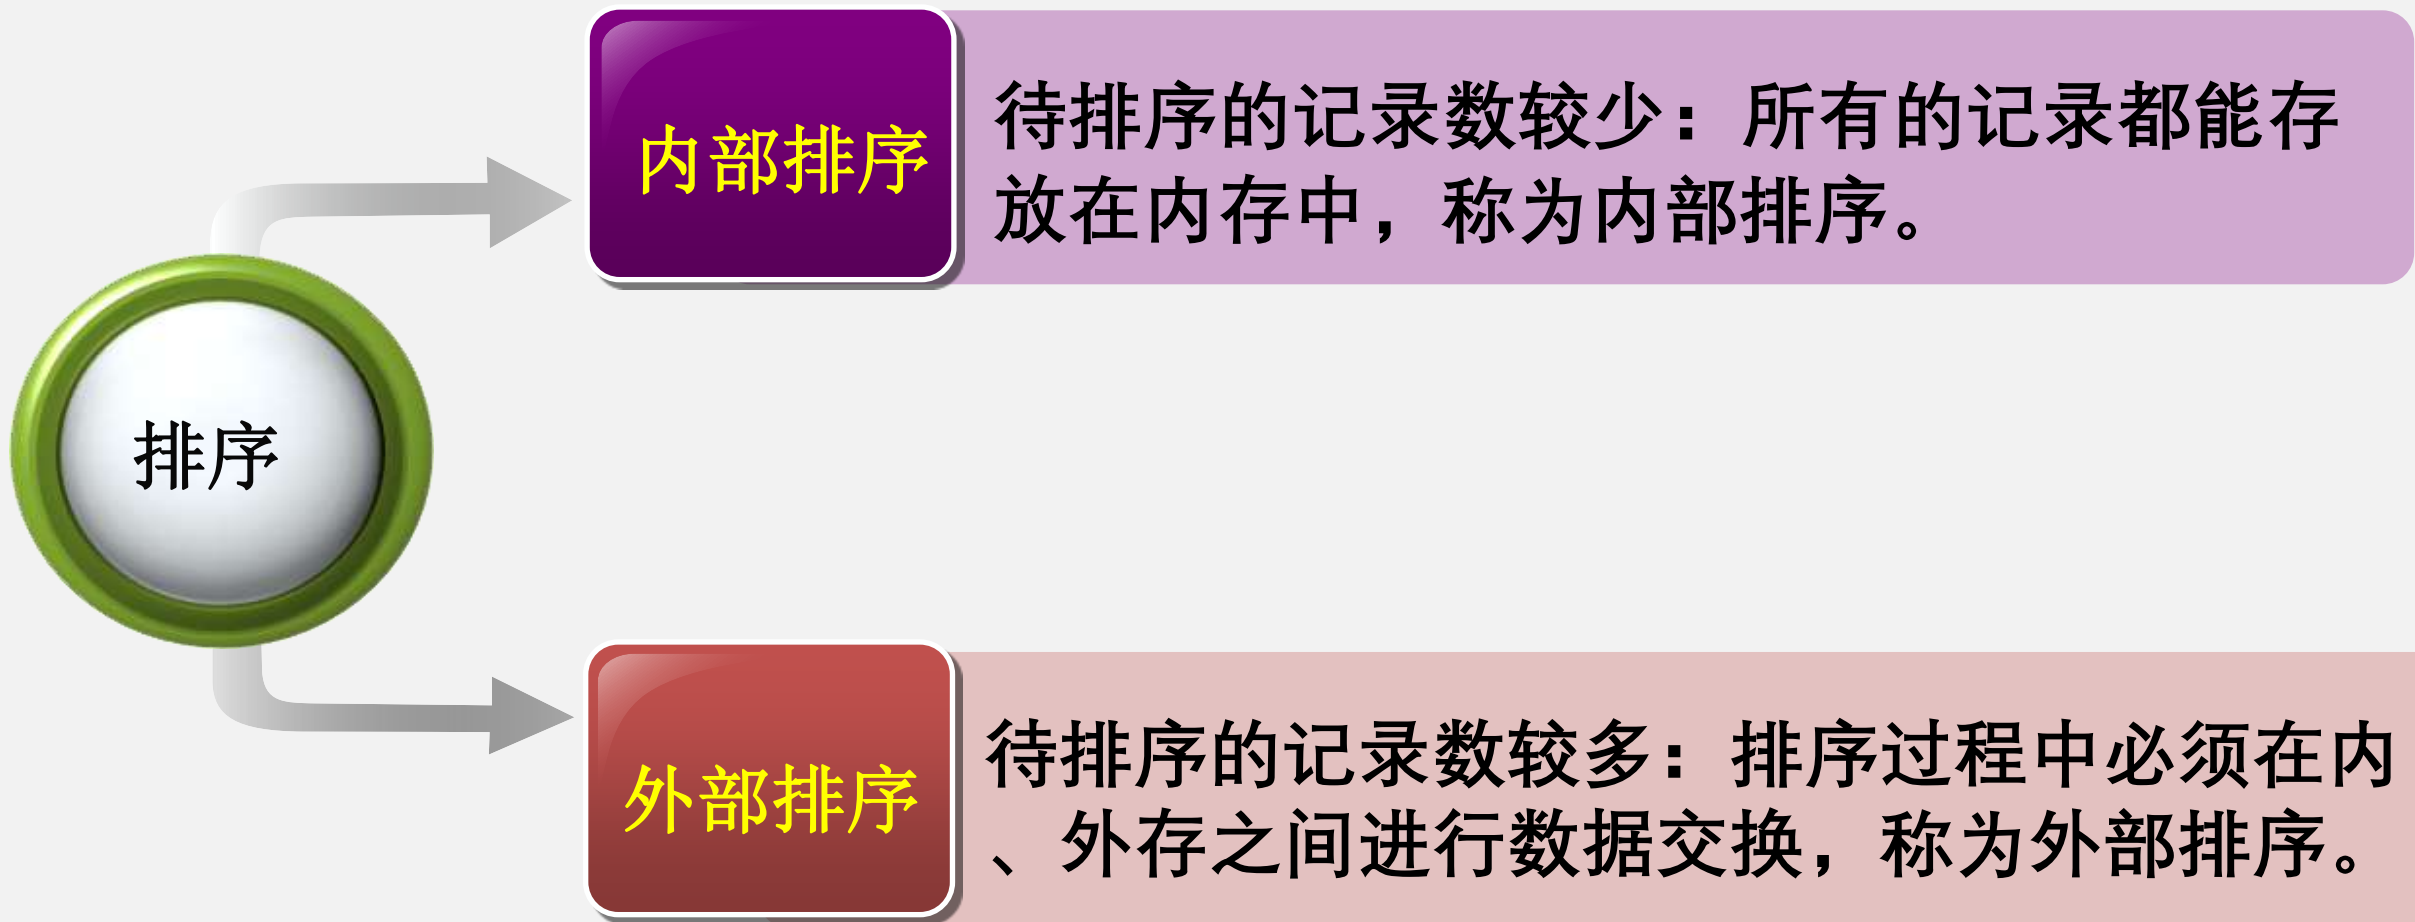 内部排序
待排序的记录数较少：所有的记录都能存
放在内存中，称为内部排序。
排序
外部排序
待排序的记录数较多：排序过程中必须在内
、外存之间进行数据交换，称为外部排序。